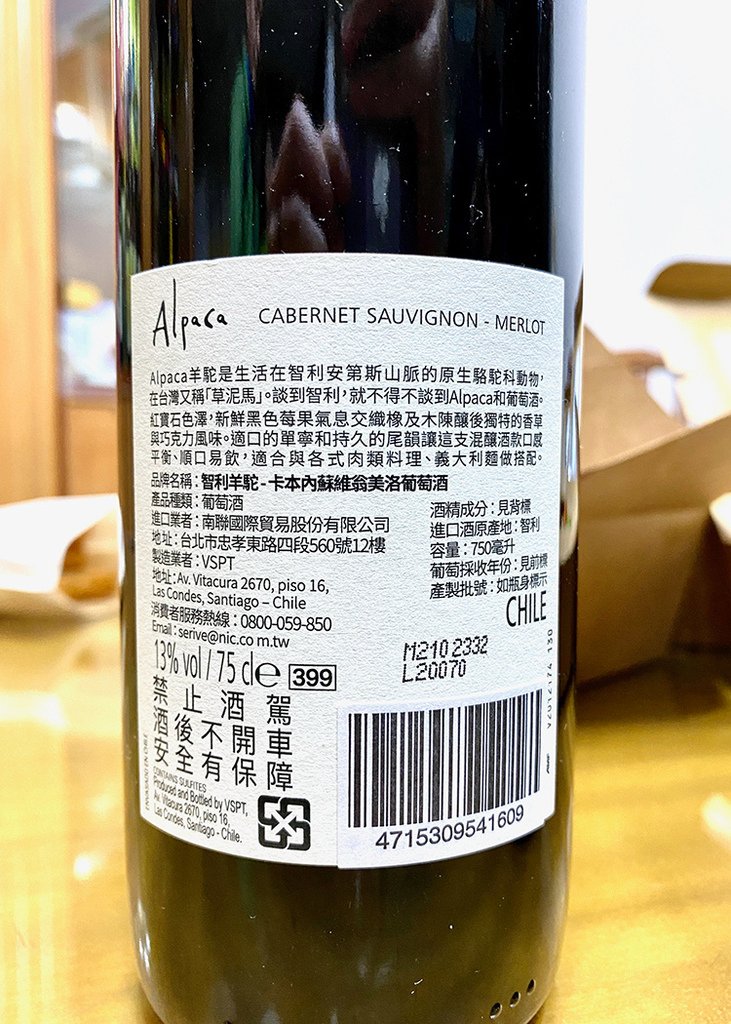 Alpaca
CABERNET SAUVIGNON - MERLOT
Alpaca羊駝是生活在智利安第斯山脈的原生駱駝科動物,
在台灣又稱「草泥馬」。談到智利,就不得不談到Alpaca和葡萄酒。
紅寶石色澤,新鮮黑色莓果氣息交織橡及木陳釀後獨特的香草
與巧克力風味。適口的單寧和持久的尾韻讓這支混釀酒款口感
平衡、順口易飲,適合與各式肉類料理、義大利麵做搭配。
品牌名稱:智利羊駝-卡本內蘇維翁美洛葡萄酒
產品種類:葡萄酒
進口業者:南聯國際貿易股份有限公司
地址:台北市忠孝東路四段560號12樓
製造業者:VSPT
地址:Av. Vitacura 2670, piso 16,
Las Condes, Santiago – Chile
消費者服務熱線:0800-059-850
Email:serive@nic.co m.tw
酒精成分:見背標
進口酒原產地:智利
容量:750毫升
葡萄採收年份:見前標
產製批號:如瓶身標示
CHILE
13% vol / 75 cl e 399
M210 2332
L20070
禁止酒駕
酒後不開車
安全有保障
ENVASADO EN CHILE
CONTAINS SULFITES
Produced and Bottled by VSPT,
Av. Vitacura 2670, piso 16,
Las Condes, Santiago - Chile.
4715309541609